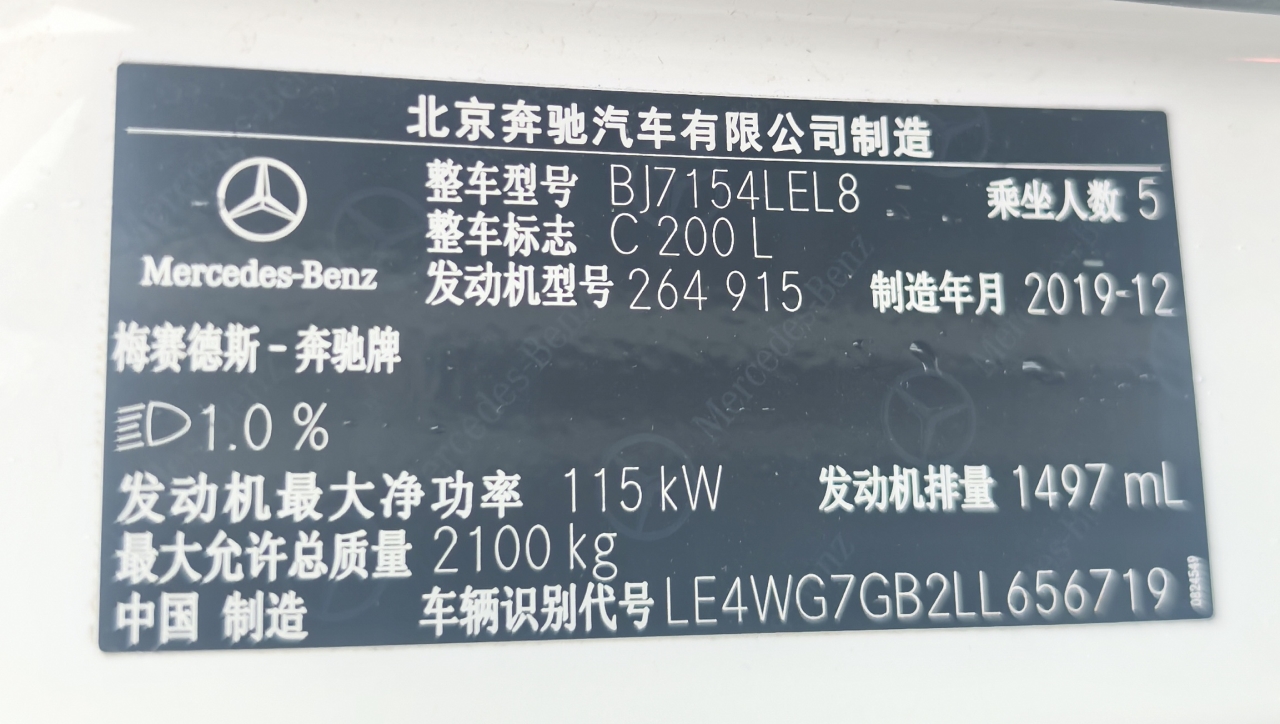 北京奔驰汽车有限公司制造
Mercedes-Benz
整车型号 BJ7154LEL8 乘坐人数 5
整车标志 C 200 L
发动机型号 264 915 制造年月 2019-12
梅赛德斯-奔驰牌
1.0 %
发动机最大净功率 115 kW 发动机排量 1497 mL
最大允许总质量 2100 kg
中国 制造 车辆识别代号 LE4WG7GB2LL656719
0824549